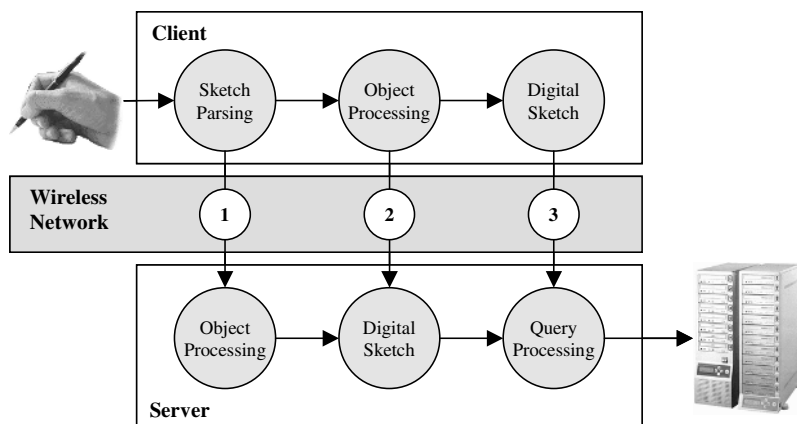 Client
Sketch
Parsing
Object
Processing
Digital
Sketch
Wireless
Network
1
2
3
Object
Processing
Digital
Sketch
Query
Processing
Server